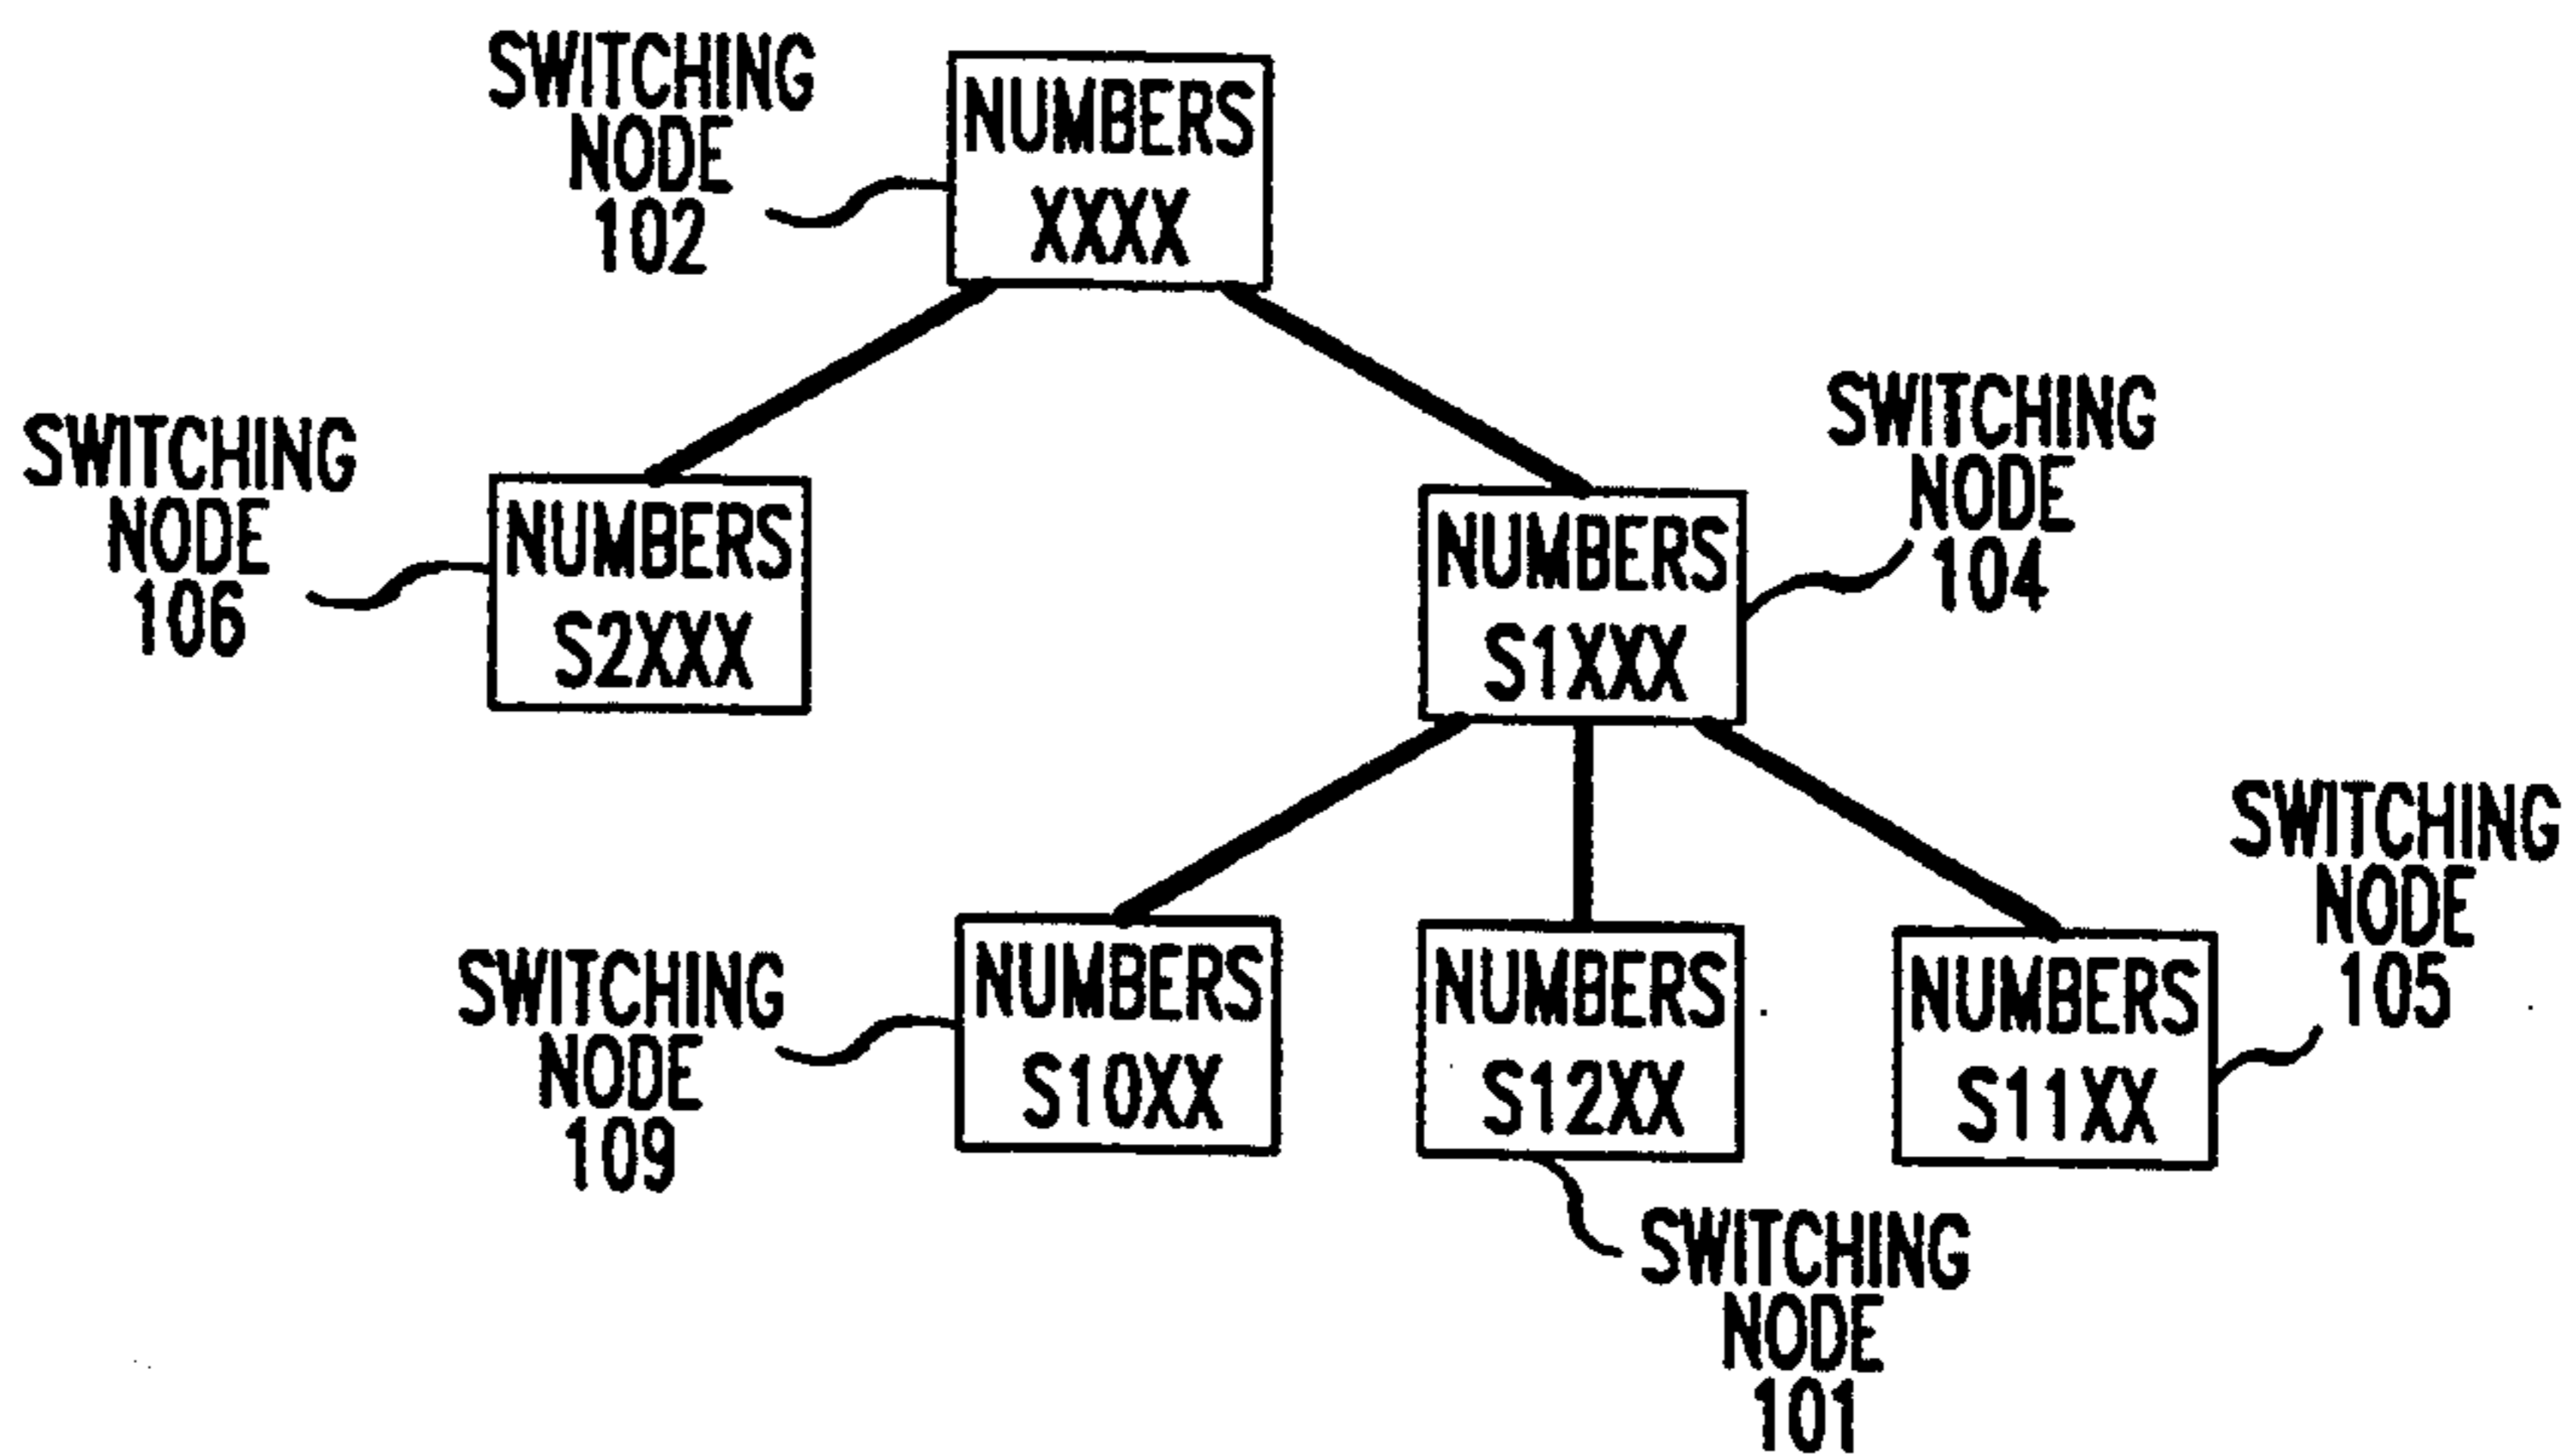 SWITCHING
NODE
102
NUMBERS
XXXX
SWITCHING
NODE
106
NUMBERS
S2XXX
NUMBERS
S1XXX
SWITCHING
NODE
104
SWITCHING
NODE
109
NUMBERS
S10XX
NUMBERS
S12XX
NUMBERS
S11XX
SWITCHING
NODE
105
SWITCHING
NODE
101